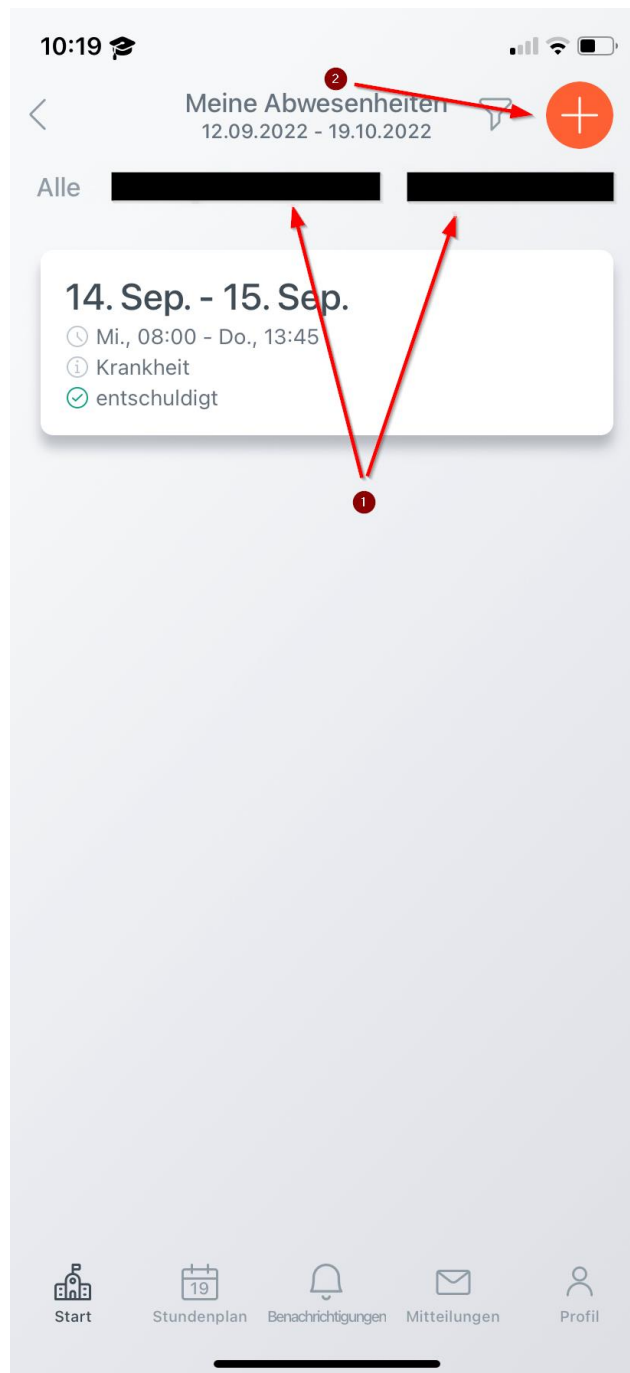 10:19
2
Meine Abwesenheiten
12.09.2022 - 19.10.2022
Alle
14. Sep. - 15. Sep.
Mi., 08:00 - Do., 13:45
Krankheit
entschuldigt
1
19
Start Stundenplan Benachrichtigungen Mitteilungen Profil